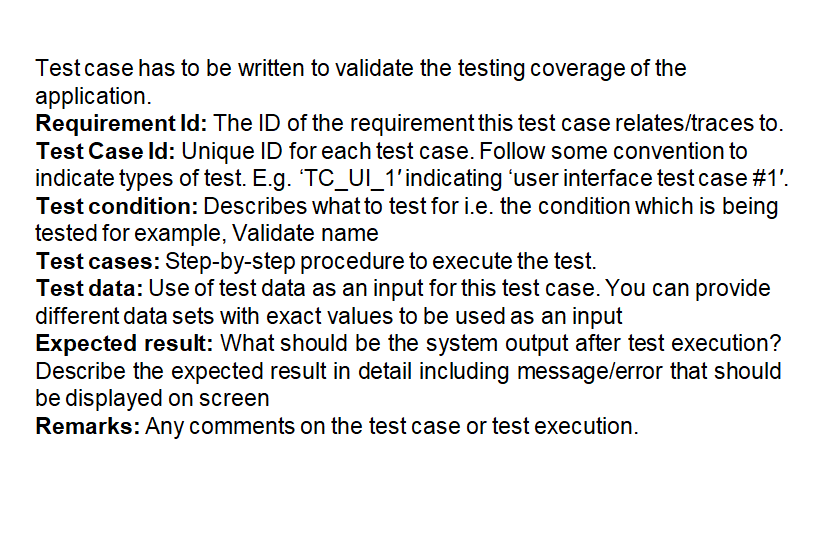 Test case has to be written to validate the testing coverage of the
application.
Requirement Id: The ID of the requirement this test case relates/traces to.
Test Case Id: Unique ID for each test case. Follow some convention to
indicate types of test. E.g. ‘TC_UI_1′ indicating ‘user interface test case #1′.
Test condition: Describes what to test for i.e. the condition which is being
tested for example, Validate name
Test cases: Step-by-step procedure to execute the test.
Test data: Use of test data as an input for this test case. You can provide
different data sets with exact values to be used as an input
Expected result: What should be the system output after test execution?
Describe the expected result in detail including message/error that should
be displayed on screen
Remarks: Any comments on the test case or test execution.